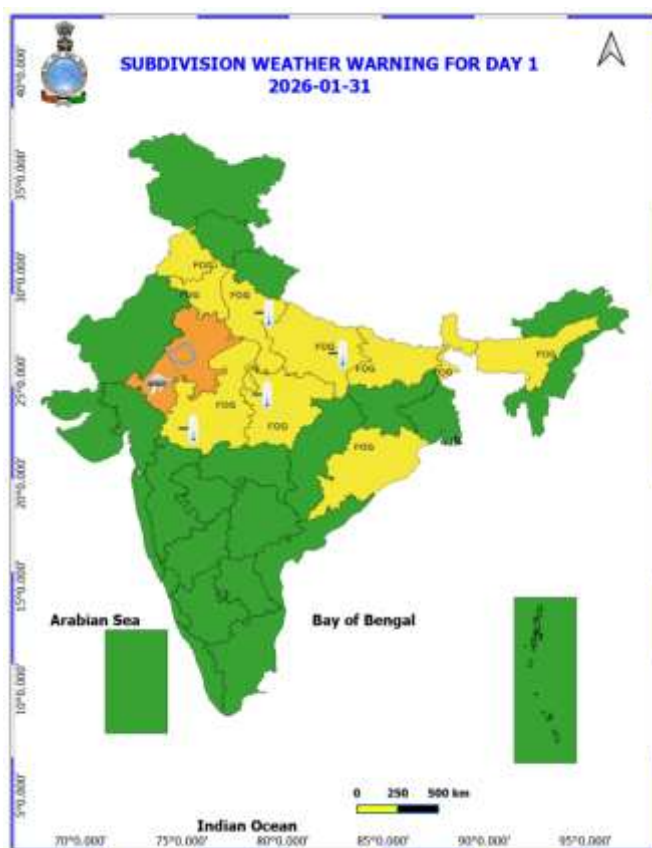 SUBDIVISION WEATHER WARNING FOR DAY 1
2026-01-31
40°0.000'
35°0.000'
30°0.000'
25°0.000'
20°0.000'
15°0.000'
10°0.000'
5°0.000'
FOG
FOG
FOG
FOG
FOG
FOG
FOG
FOG
FOG
FOG
Arabian Sea
Bay of Bengal
0 250 500 km
Indian Ocean
70°0.000' 75°0.000' 80°0.000' 85°0.000' 90°0.000' 95°0.000'